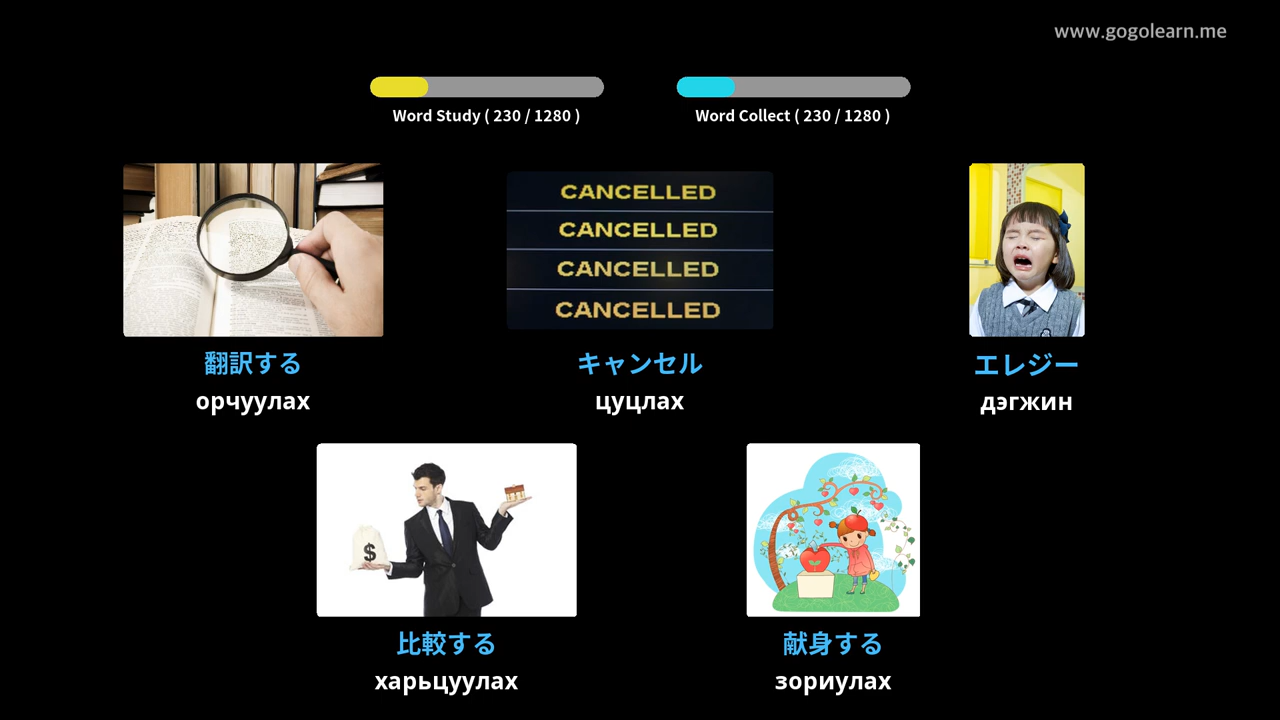 www.gogolearn.me
Word Study ( 230 / 1280 )
Word Collect ( 230 / 1280 )
CANCELLED
CANCELLED
CANCELLED
CANCELLED
翻訳する
орчуулах
キャンセル
цуцлах
エレジー
дэгжин
$
比較する
харьцуулах
献身する
зориулах